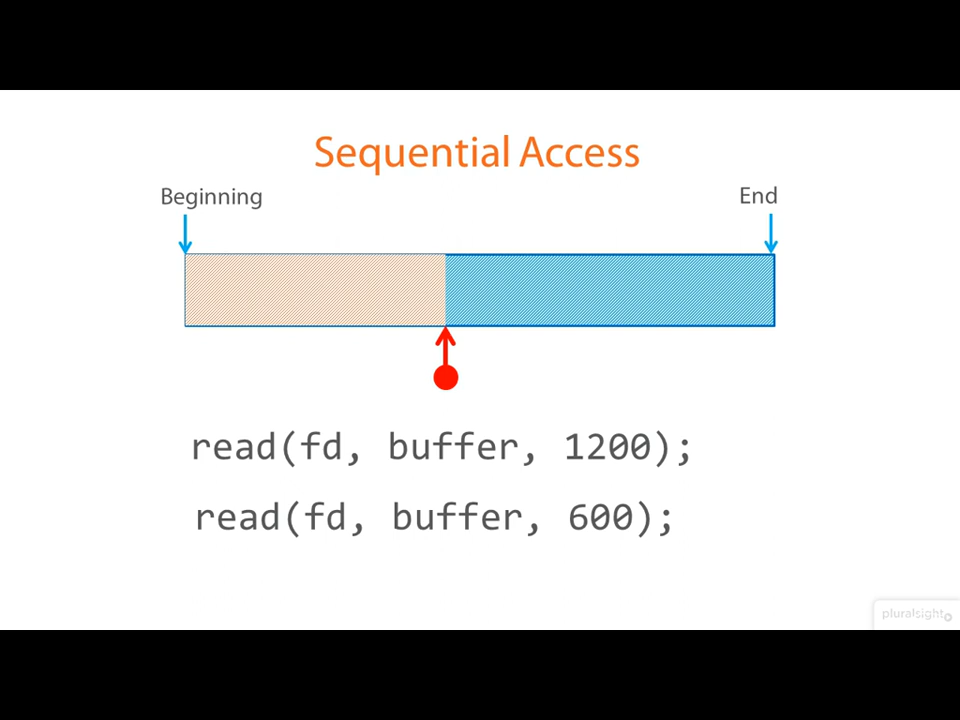 Sequential Access
Beginning
End
read(fd, buffer, 1200);
read(fd, buffer, 600);
pluralsight